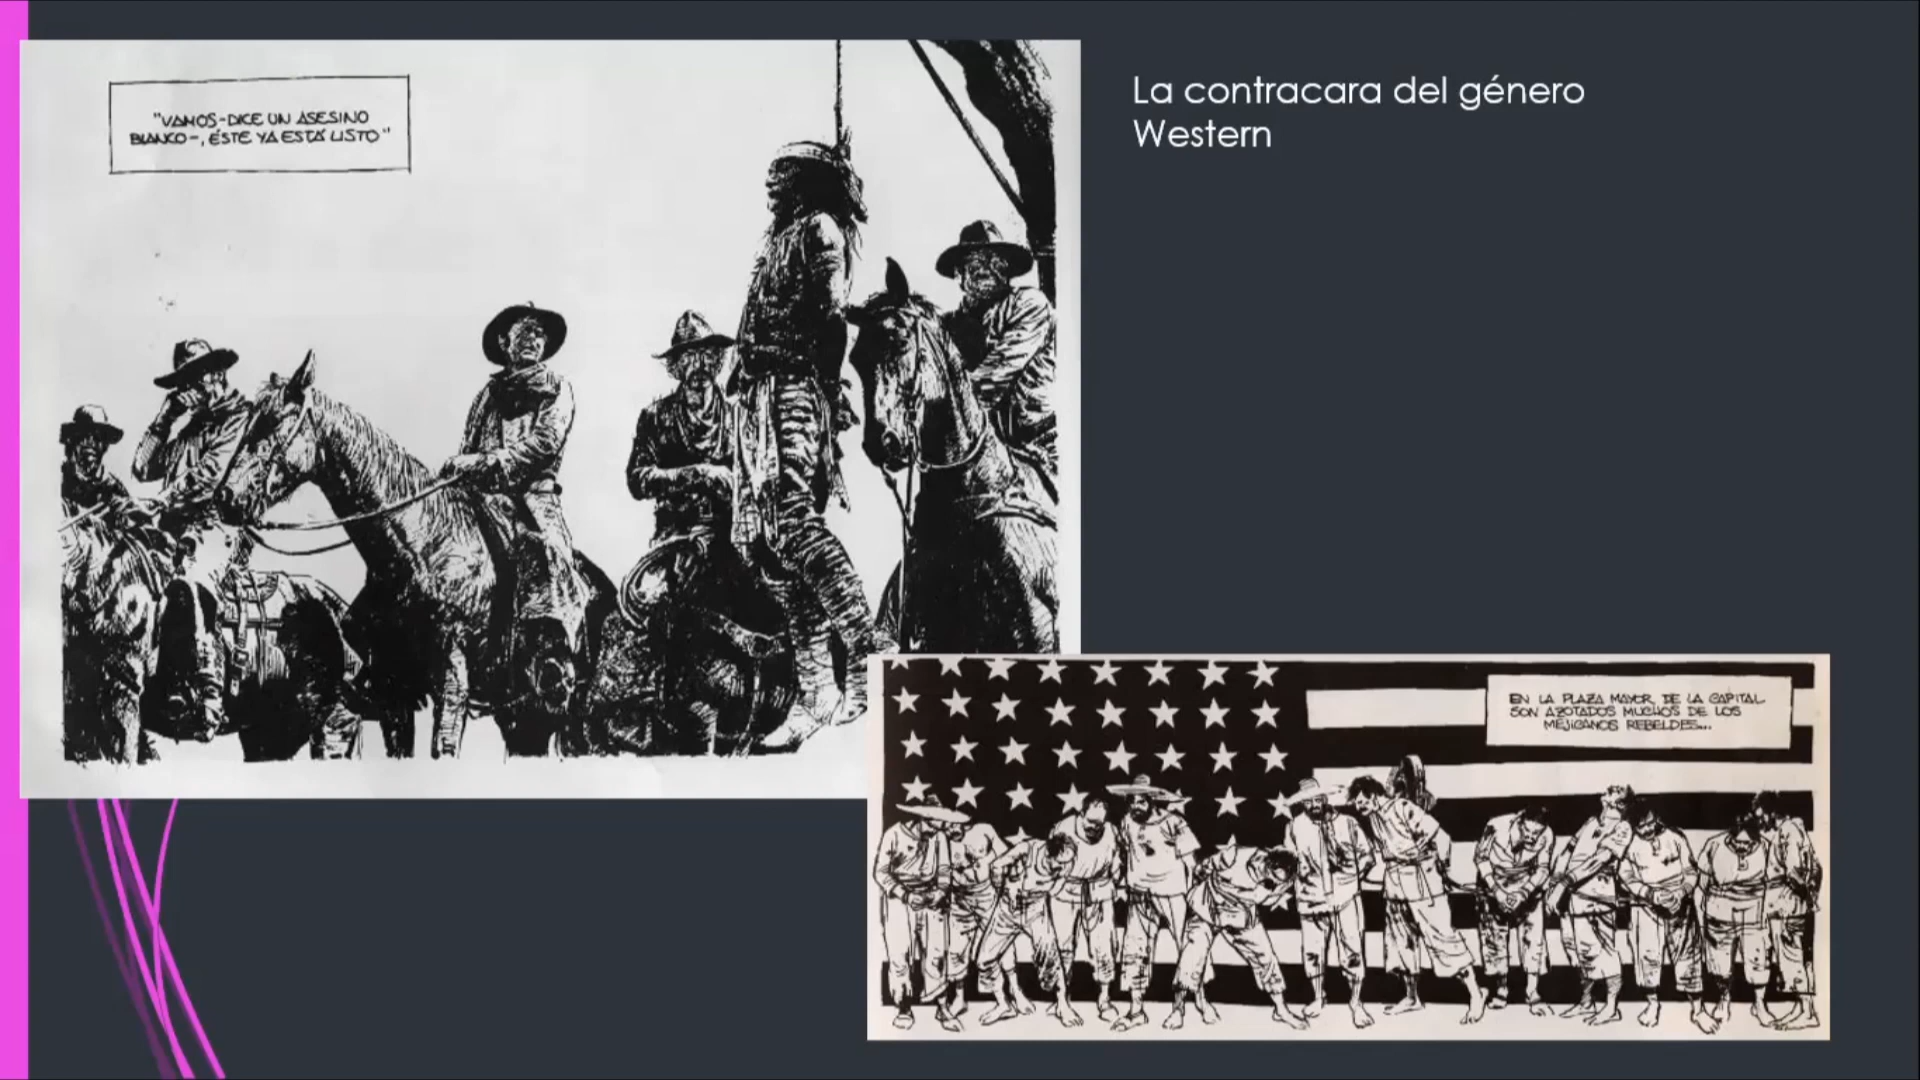 "VAMOS-DICE UN ASESINO
BLANCO-, ÉSTE YA ESTÁ LISTO"
La contracara del género
Western
EN LA PLAZA MAYOR, DE LA CAPITAL
SON AZOTADOS MUCHOS DE LOS
MEJICANOS REBELDES...